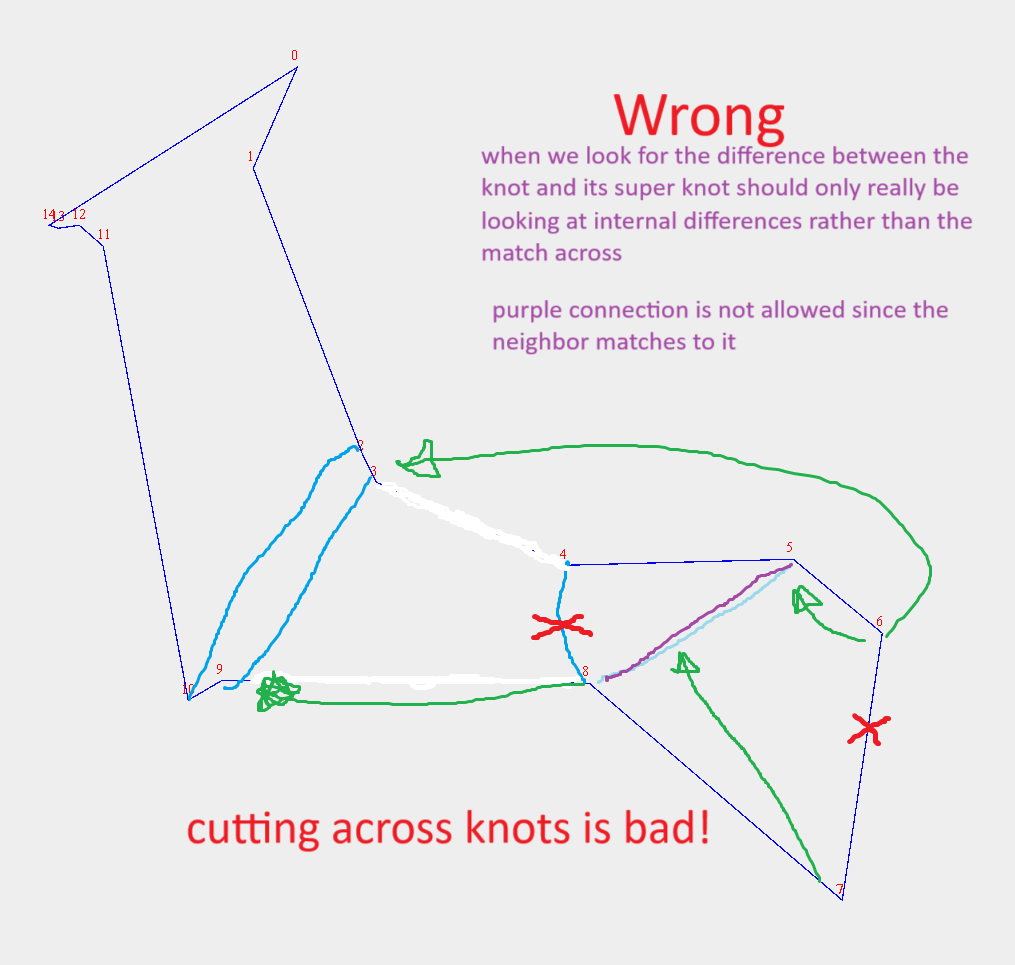 0
Wrong
1
when we look for the difference between the
knot and its super knot should only really be
looking at internal differences rather than the
match across
14 13 12
11
purple connection is not allowed since the
neighbor matches to it
2
3
4
5
6
9
8
10
cutting across knots is bad!
7